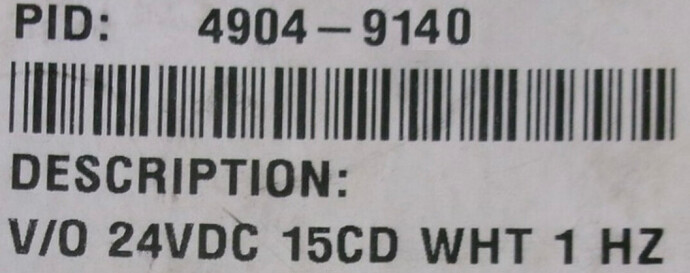 PID: 4904-9140
DESCRIPTION:
V/O 24VDC 15CD WHT 1 HZ